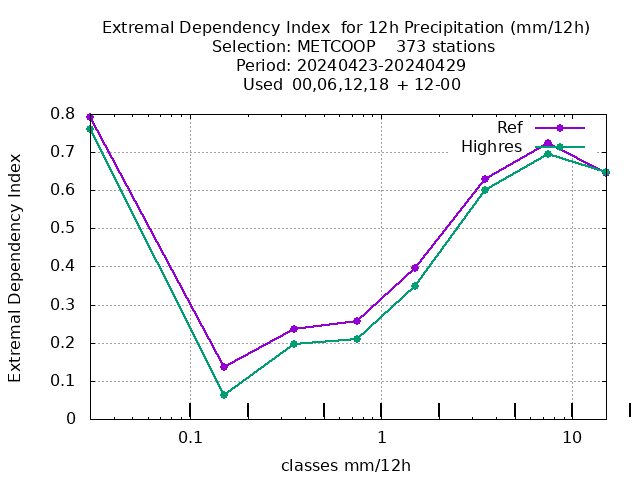 Extremal Dependency Index  for 12h Precipitation (mm/12h)
Selection: METCOOP    373 stations
Period: 20240423-20240429
Used  00,06,12,18  + 12-00
Ref
Highres
0.8
0.7
0.6
0.5
0.4
0.3
0.2
0.1
0
Extremal Dependency Index
0.1 1 10
classes mm/12h